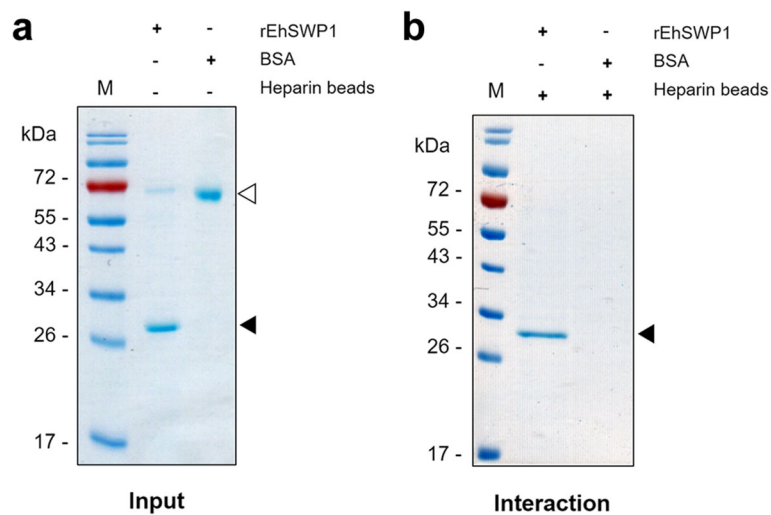 a
+ - rEhSWP1
- + BSA
M - - Heparin beads
kDa
72 -
55 -
43 -
34 -
26 -
17 -
Input
b
+ - rEhSWP1
- + BSA
M + + Heparin beads
kDa
72 -
55 -
43 -
34 -
26 -
17 -
Interaction